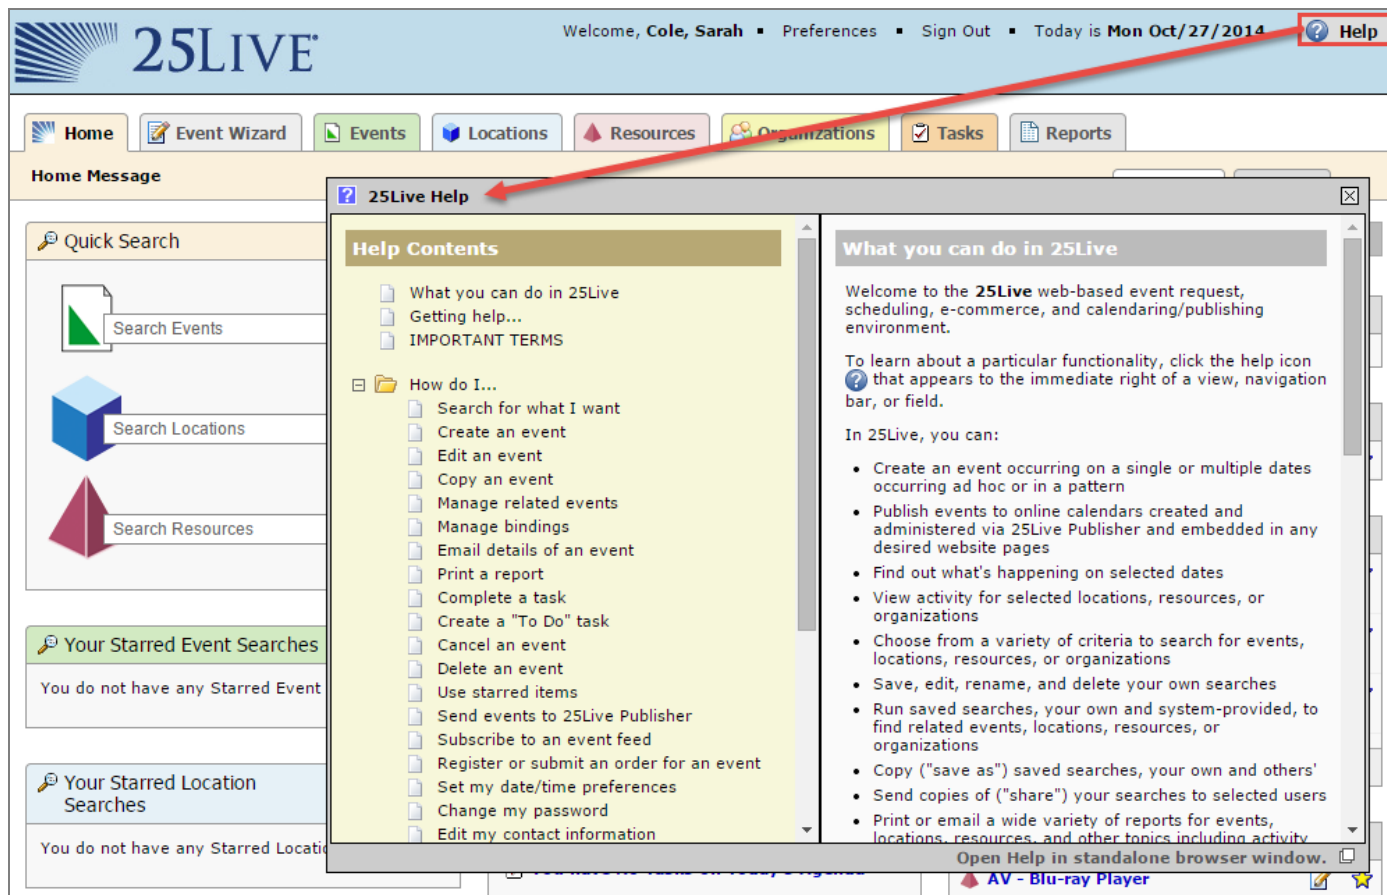 25LIVE
Welcome, Cole, Sarah ▪ Preferences ▪ Sign Out ▪ Today is Mon Oct/27/2014
Help
Home
Event Wizard
Events
Locations
Resources
Organizations
Tasks
Reports
Home Message
Quick Search
Search Events
Search Locations
Search Resources
Your Starred Event Searches
You do not have any Starred Event
Your Starred Location
Searches
You do not have any Starred
25Live Help
Help Contents
What you can do in 25Live
Getting help...
IMPORTANT TERMS
How do I...
Search for what I want
Create an event
Edit an event
Copy an event
Manage related events
Manage bindings
Email details of an event
Print a report
Complete a task
Create a "To Do" task
Cancel an event
Delete an event
Use starred items
Send events to 25Live Publisher
Subscribe to an event feed
Register or submit an order for an event
Set my date/time preferences
Change my password
Edit my contact information
What you can do in 25Live
Welcome to the 25Live web-based event request,
scheduling, e-commerce, and calendaring/publishing
environment.
To learn about a particular functionality, click the help icon
that appears to the immediate right of a view, navigation
bar, or field.
In 25Live, you can:
• Create an event occurring on a single or multiple dates
occurring ad hoc or in a pattern
• Publish events to online calendars created and
administered via 25Live Publisher and embedded in any
desired website pages
• Find out what's happening on selected dates
• View activity for selected locations, resources, or
organizations
• Choose from a variety of criteria to search for events,
locations, resources, or organizations
• Save, edit, rename, and delete your own searches
• Run saved searches, your own and system-provided, to
find related events, locations, resources, or
organizations
• Copy ("save as") saved searches, your own and others'
• Send copies of ("share") your searches to selected users
• Print or email a wide variety of reports for events,
locations, resources, and other topics including activity
Open Help in standalone browser window.
You have No Tasks on Today's Agenda
AV - Blu-ray Player